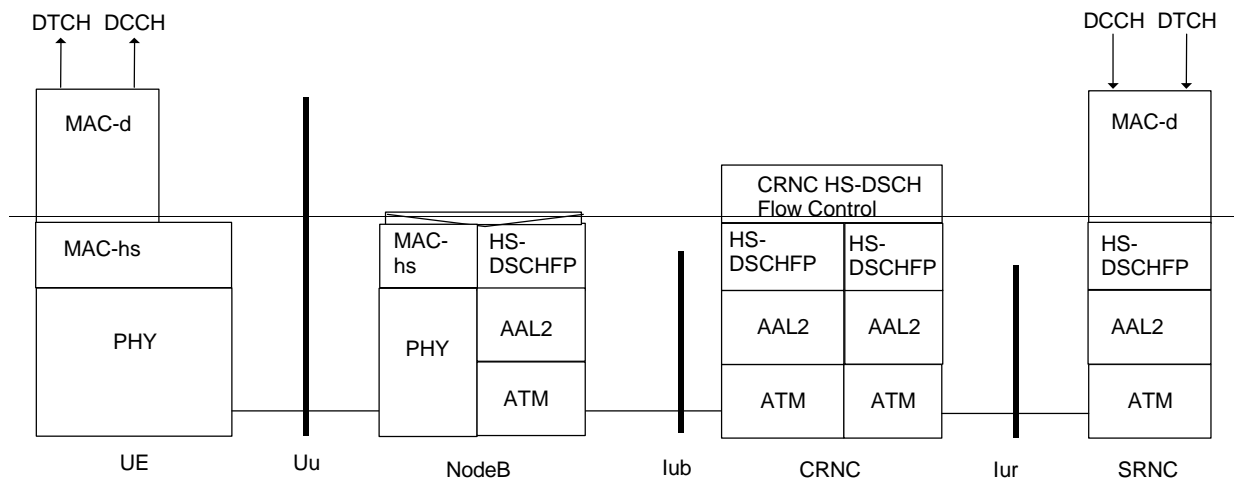 DTCH DCCH
DCCH DTCH
MAC-d
MAC-d
CRNC HS-DSCH
Flow Control
MAC-hs
MAC-
hs
HS-
DSCHFP
HS-
DSCHFP
HS-
DSCHFP
HS-
DSCHFP
PHY
PHY
AAL2
AAL2
AAL2
AAL2
ATM
ATM
ATM
ATM
UE
Uu
NodeB
Iub
CRNC
Iur
SRNC